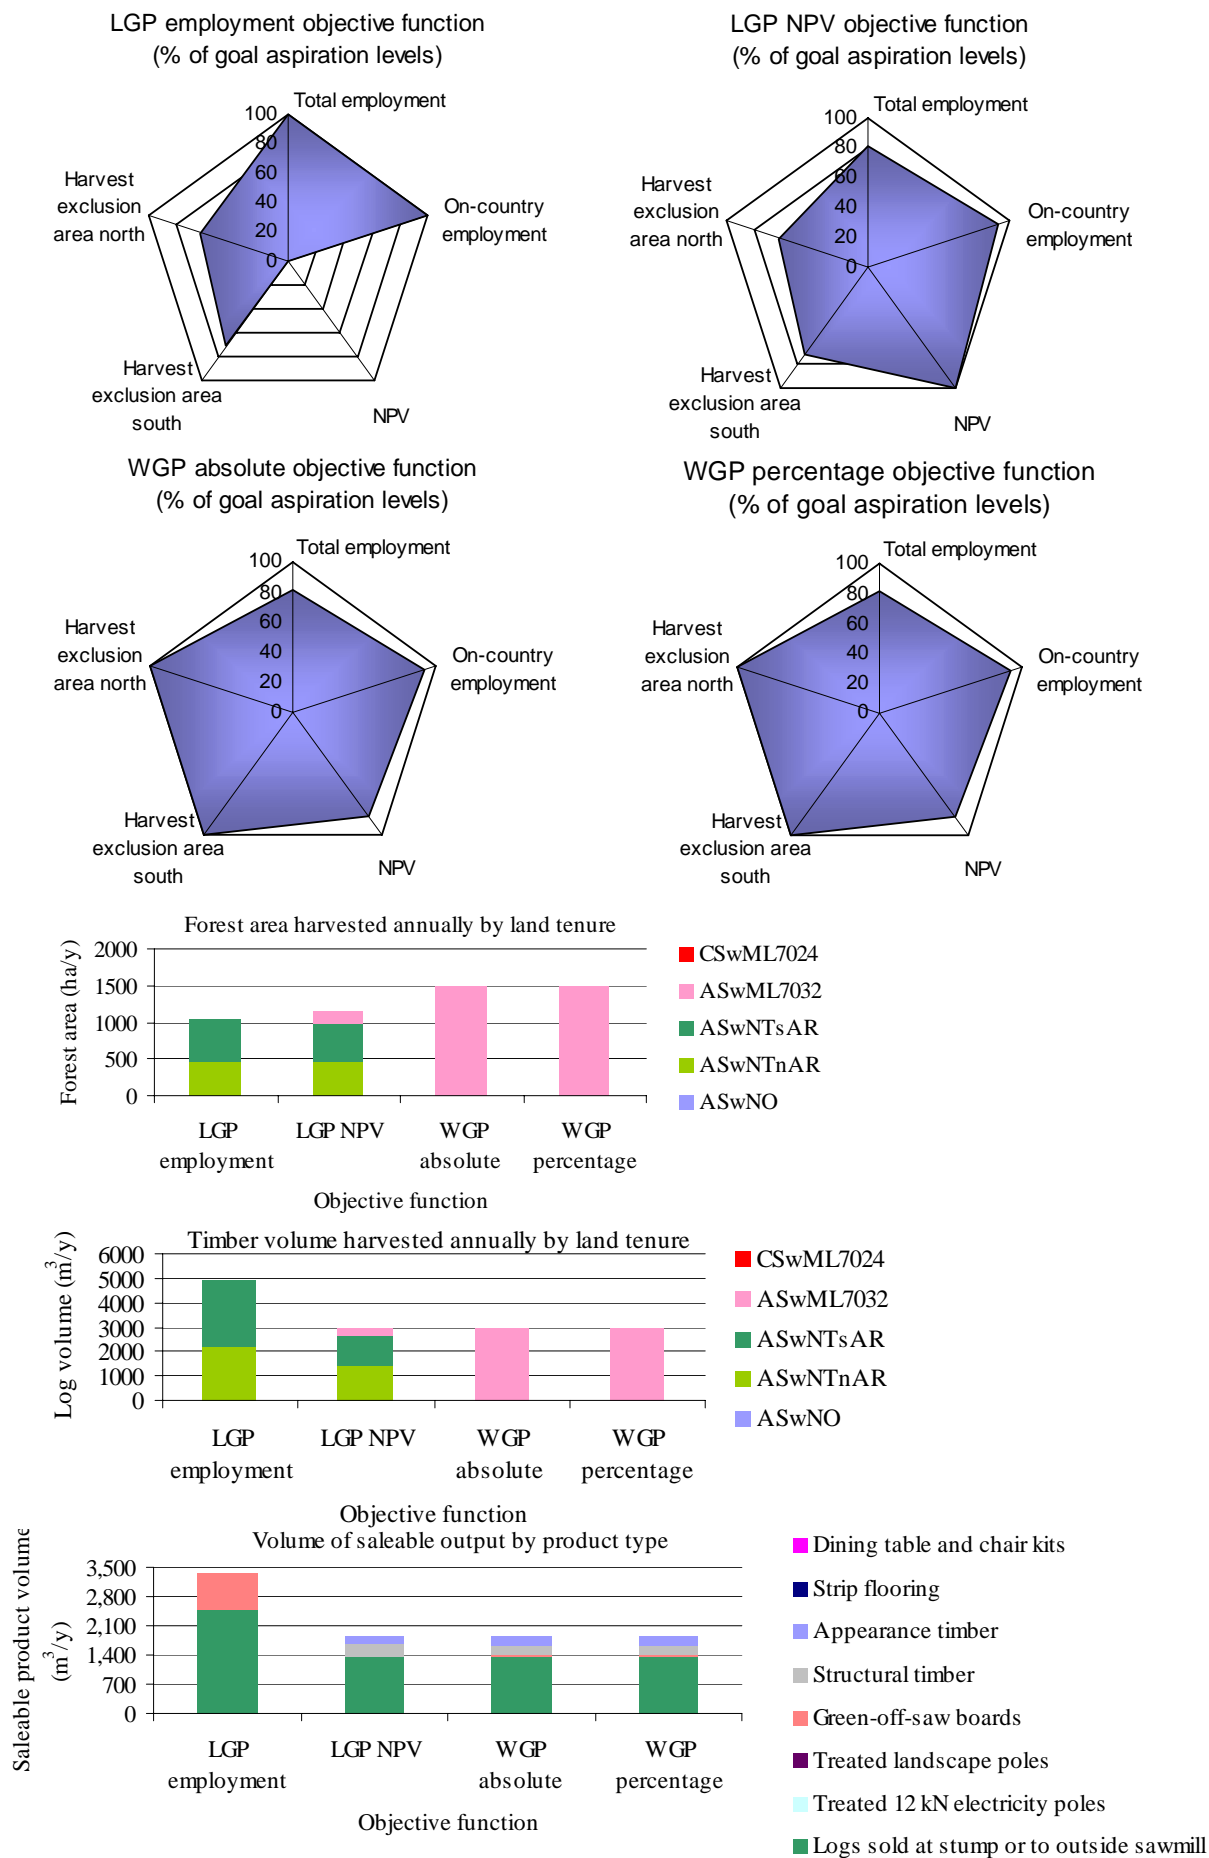 LGP employment objective function
(% of goal aspiration levels)
100
80
60
40
20
0
Total employment
On-country
employment
NPV
Harvest
exclusion area
south
Harvest
exclusion
area north
LGP NPV objective function
(% of goal aspiration levels)
100
80
60
40
20
0
Total employment
On-country
employment
NPV
Harvest
exclusion area
south
Harvest
exclusion
area north
WGP absolute objective function
(% of goal aspiration levels)
100
80
60
40
20
0
Total employment
On-country
employment
NPV
Harvest
exclusion area
south
Harvest
exclusion
area north
WGP percentage objective function
(% of goal aspiration levels)
100
80
60
40
20
0
Total employment
On-country
employment
NPV
Harvest
exclusion area
south
Harvest
exclusion
area north
Forest area harvested annually by land tenure
Forest area (ha/y)
2000
1500
1000
500
0
LGP
employment
LGP NPV
WGP
absolute
WGP
percentage
Objective function
CSwML7024
ASwML7032
ASwNTsAR
ASwNTnAR
ASwNO
Timber volume harvested annually by land tenure
Log volume (m³/y)
6000
5000
4000
3000
2000
1000
0
LGP
employment
LGP NPV
WGP
absolute
WGP
percentage
Objective function
CSwML7024
ASwML7032
ASwNTsAR
ASwNTnAR
ASwNO
Volume of saleable output by product type
Saleable product volume
(m³/y)
3,500
2,800
2,100
1,400
700
0
LGP
employment
LGP NPV
WGP
absolute
WGP
percentage
Objective function
Dining table and chair kits
Strip flooring
Appearance timber
Structural timber
Green-off-saw boards
Treated landscape poles
Treated 12 kN electricity poles
Logs sold at stump or to outside sawmill